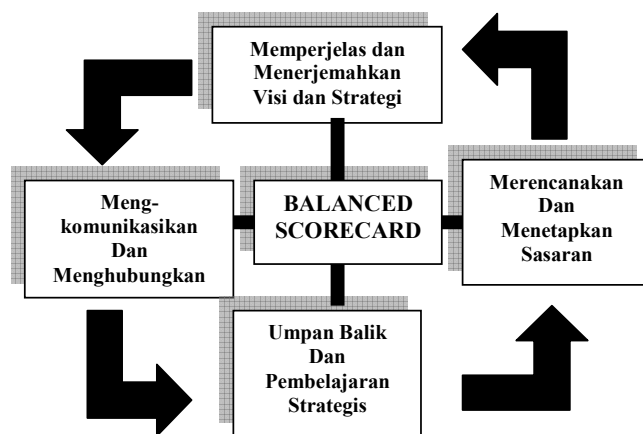 Memperjelas dan
Menerjemahkan
Visi dan Strategi
Meng-
komunikasikan
Dan
Menghubungkan
BALANCED
SCORECARD
Merencanakan
Dan
Menetapkan
Sasaran
Umpan Balik
Dan
Pembelajaran
Strategis